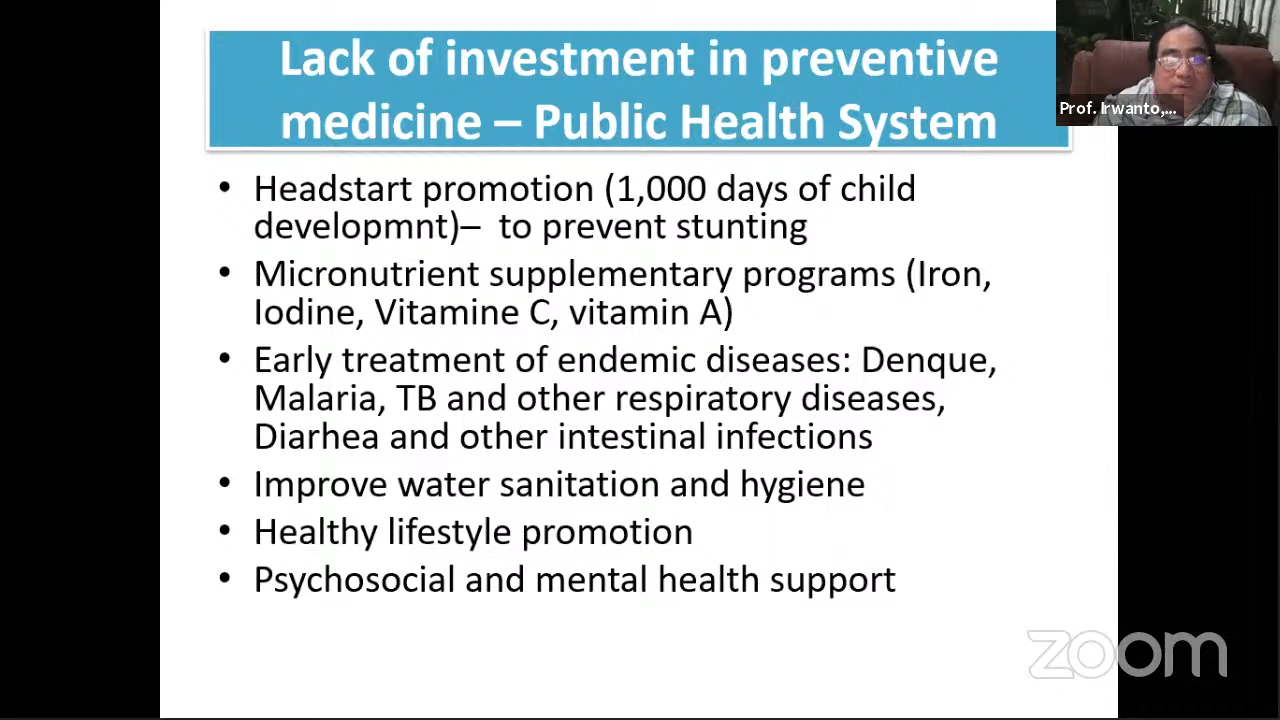 Lack of investment in preventive
medicine – Public Health System
Prof. Irwanto,...
• Headstart promotion (1,000 days of child
developmnt)– to prevent stunting
• Micronutrient supplementary programs (Iron,
Iodine, Vitamine C, vitamin A)
• Early treatment of endemic diseases: Denque,
Malaria, TB and other respiratory diseases,
Diarhea and other intestinal infections
• Improve water sanitation and hygiene
• Healthy lifestyle promotion
• Psychosocial and mental health support
zoom